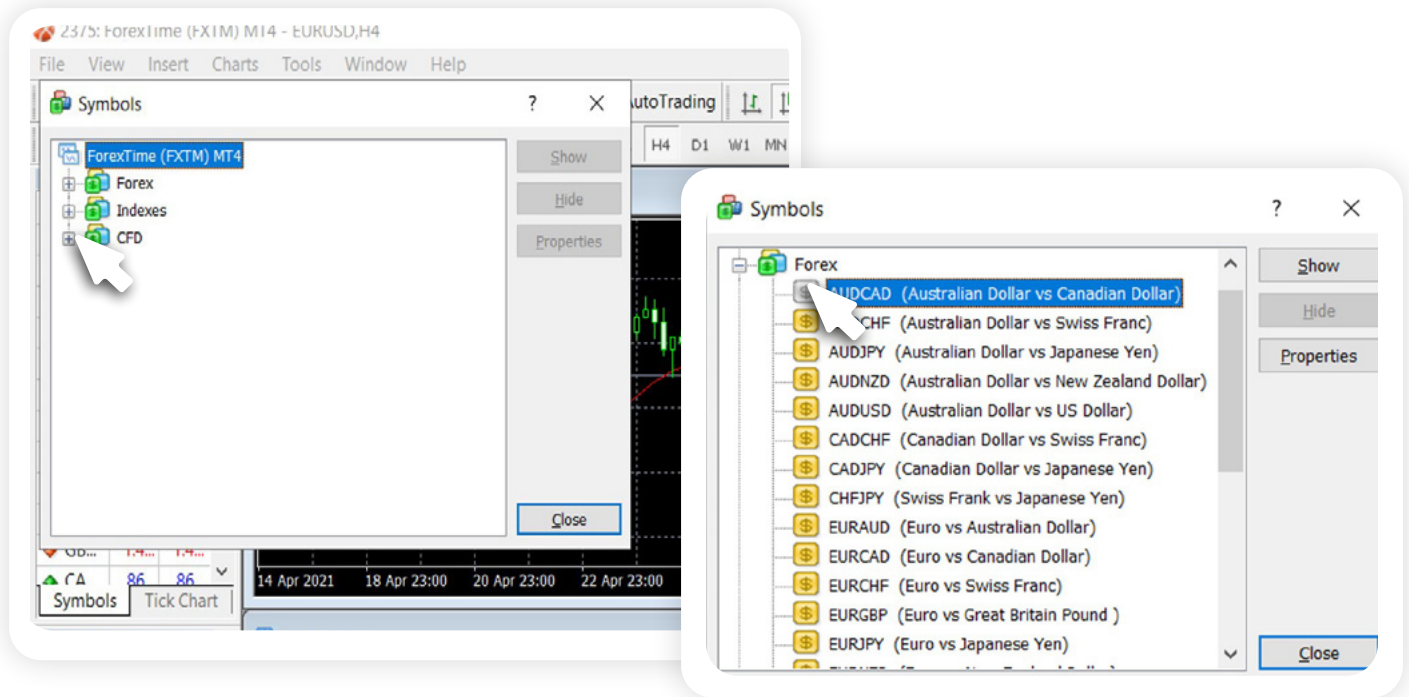 2375: ForexTime (FXTM) MT4 - EURUSD,H4
File View Insert Charts Tools Window Help
Symbols ?
AutoTrading
H4 D1 W1 MN
ForexTime (FXTM) MT4
Forex
Indexes
CFD
Show
Hide
Properties
Close
GB... 1.4... 1.4...
CA 86 86
14 Apr 2021 18 Apr 23:00 20 Apr 23:00 22 Apr 23:00
Symbols Tick Chart
Symbols ?
Forex
AUDCAD (Australian Dollar vs Canadian Dollar)
CHF (Australian Dollar vs Swiss Franc)
AUDJPY (Australian Dollar vs Japanese Yen)
AUDNZD (Australian Dollar vs New Zealand Dollar)
AUDUSD (Australian Dollar vs US Dollar)
CADCHF (Canadian Dollar vs Swiss Franc)
CADJPY (Canadian Dollar vs Japanese Yen)
CHFJPY (Swiss Frank vs Japanese Yen)
EURAUD (Euro vs Australian Dollar)
EURCAD (Euro vs Canadian Dollar)
EURCHF (Euro vs Swiss Franc)
EURGBP (Euro vs Great Britain Pound )
EURJPY (Euro vs Japanese Yen)
Show
Hide
Properties
Close